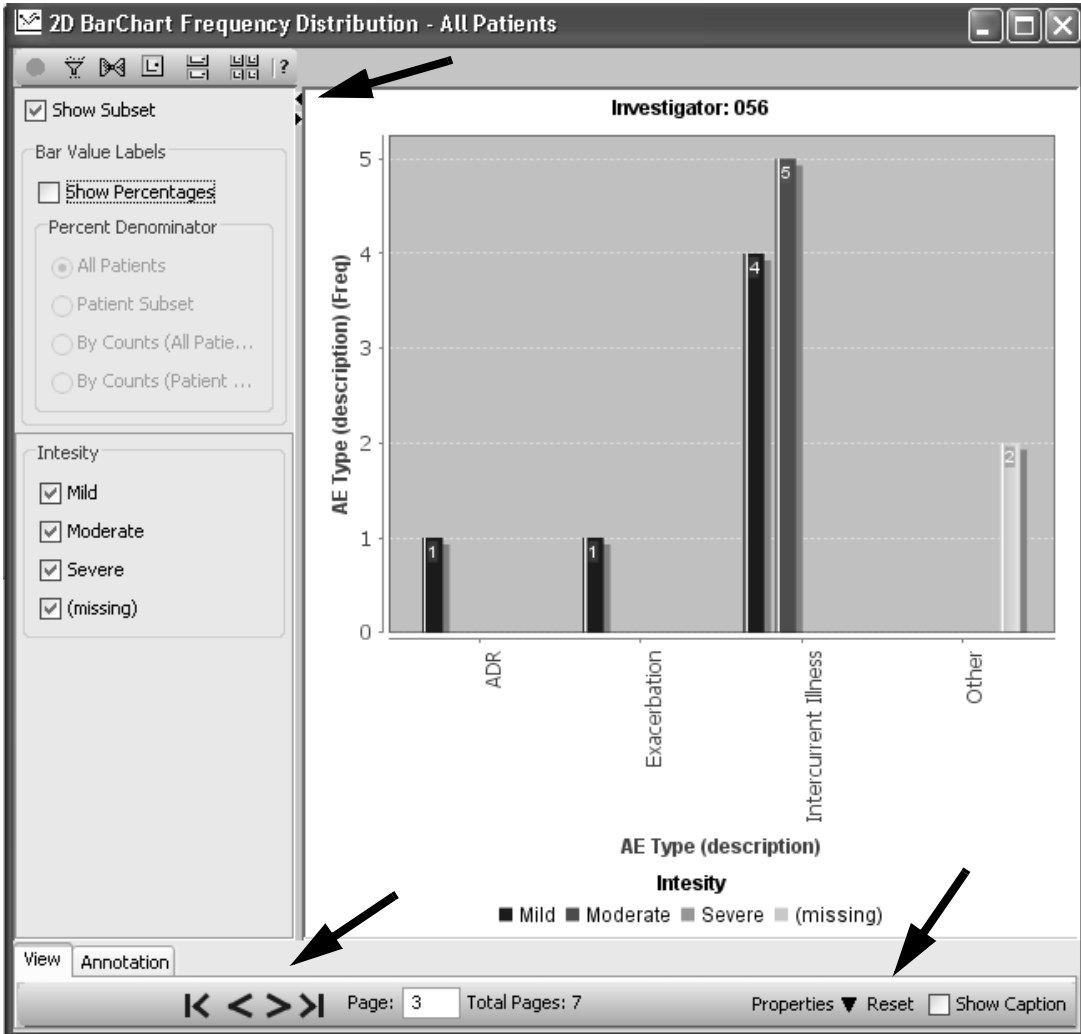 2D BarChart Frequency Distribution - All Patients
?
Show Subset
Bar Value Labels
Show Percentages
Percent Denominator
All Patients
Patient Subset
By Counts (All Patie...
By Counts (Patient ...
Intesity
Mild
Moderate
Severe
(missing)
Investigator: 056
AE Type (description) (Freq)
5
4
3
2
1
0
1
1
4
5
2
ADR
Exacerbation
Intercurrent Illness
Other
AE Type (description)
Intesity
Mild Moderate Severe (missing)
View Annotation
Page: 3 Total Pages: 7 Properties Reset Show Caption